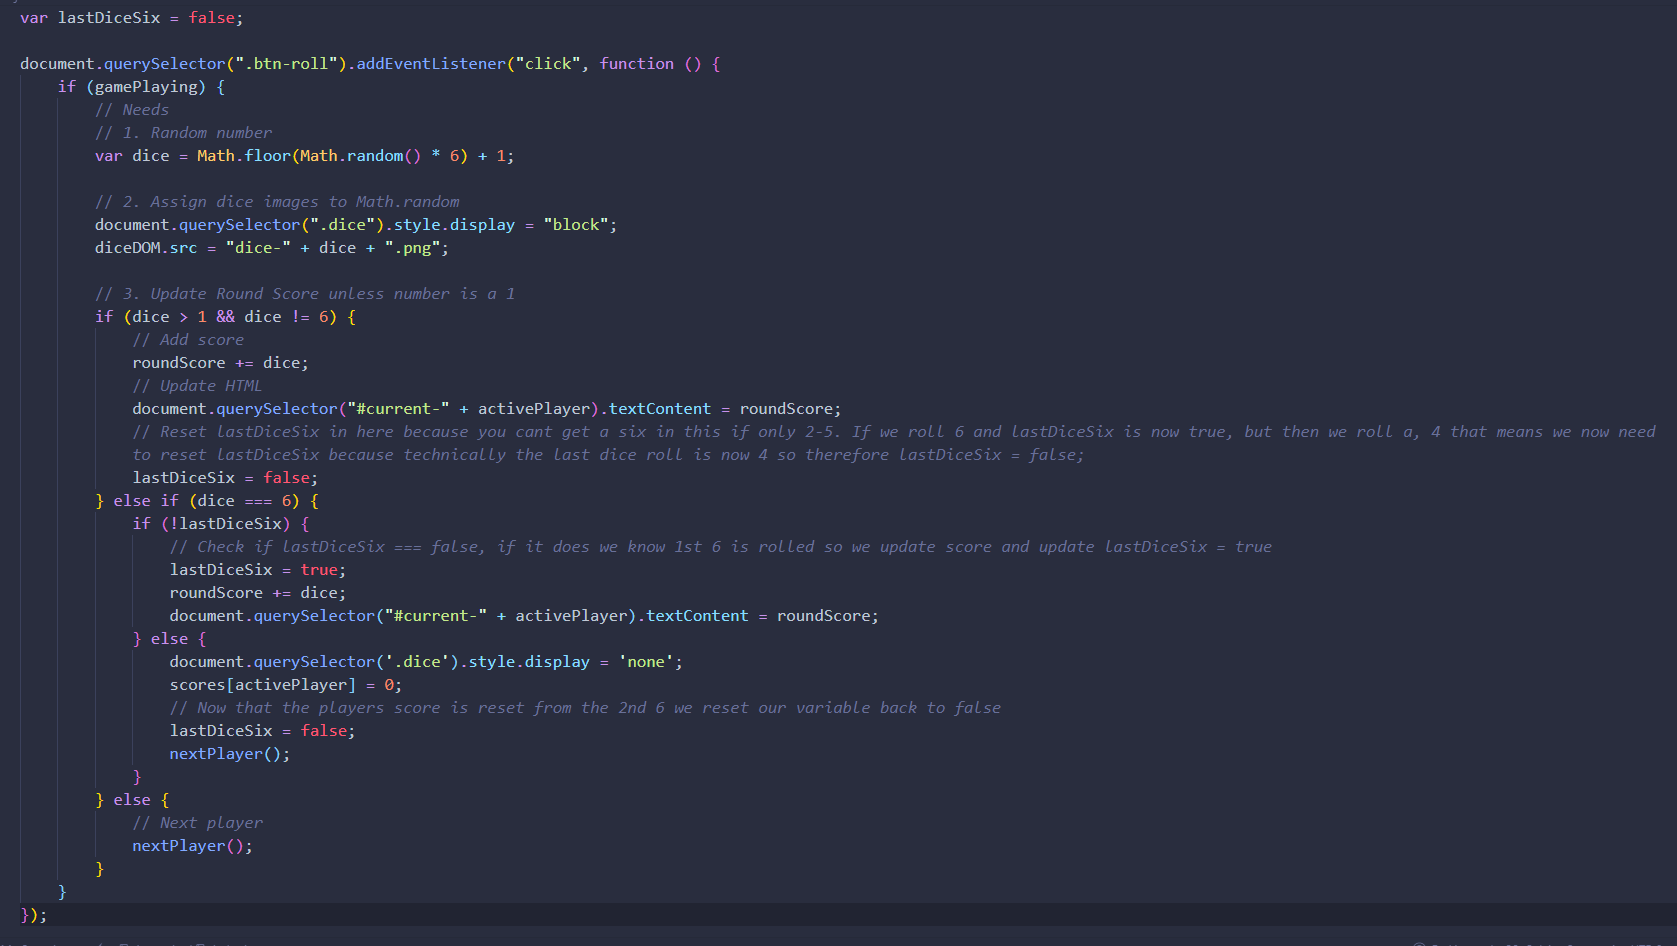 var lastDiceSix = false;
document.querySelector(".btn-roll").addEventListener("click", function () {
if (gamePlaying) {
// Needs
// 1. Random number
var dice = Math.floor(Math.random() * 6) + 1;
// 2. Assign dice images to Math.random
document.querySelector(".dice").style.display = "block";
diceDOM.src = "dice-" + dice + ".png";
// 3. Update Round Score unless number is a 1
if (dice > 1 && dice != 6) {
// Add score
roundScore += dice;
// Update HTML
document.querySelector("#current-" + activePlayer).textContent = roundScore;
// Reset lastDiceSix in here because you cant get a six in this if only 2-5. If we roll 6 and lastDiceSix is now true, but then we roll a, 4 that means we now need
to reset lastDiceSix because technically the last dice roll is now 4 so therefore lastDiceSix = false;
lastDiceSix = false;
} else if (dice === 6) {
if (!lastDiceSix) {
// Check if lastDiceSix === false, if it does we know 1st 6 is rolled so we update score and update lastDiceSix = true
lastDiceSix = true;
roundScore += dice;
document.querySelector("#current-" + activePlayer).textContent = roundScore;
} else {
document.querySelector('.dice').style.display = 'none';
scores[activePlayer] = 0;
// Now that the players score is reset from the 2nd 6 we reset our variable back to false
lastDiceSix = false;
nextPlayer();
}
} else {
// Next player
nextPlayer();
}
}
});